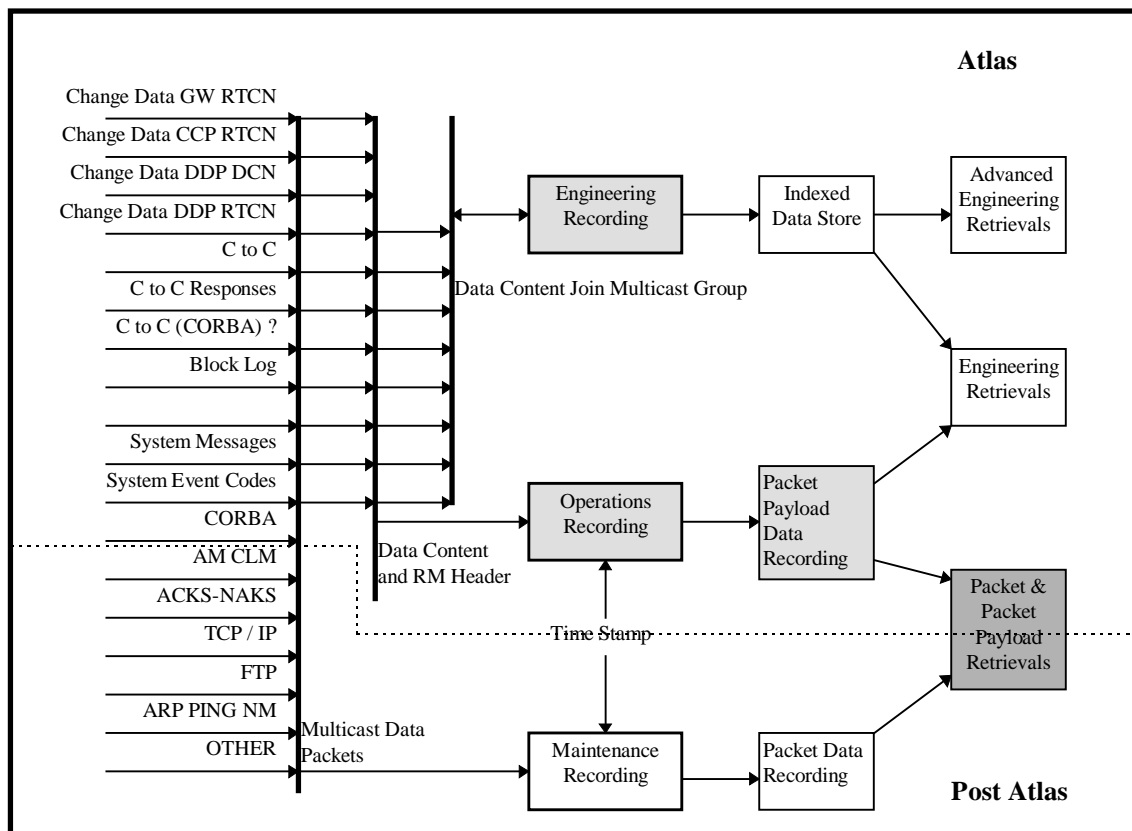 Atlas
Change Data GW RTCN
Change Data CCP RTCN
Change Data DDP DCN
Change Data DDP RTCN
C to C
C to C Responses
C to C (CORBA) ?
Block Log
System Messages
System Event Codes
CORBA
AM CLM
ACKS-NAKS
TCP / IP
FTP
ARP PING NM
OTHER
Multicast Data
Packets
Data Content
and RM Header
Data Content Join Multicast Group
Engineering
Recording
Indexed
Data Store
Advanced
Engineering
Retrievals
Engineering
Retrievals
Operations
Recording
Packet
Payload
Data
Recording
Packet &
Packet
Payload
Retrievals
Time Stamp
Maintenance
Recording
Packet Data
Recording
Post Atlas